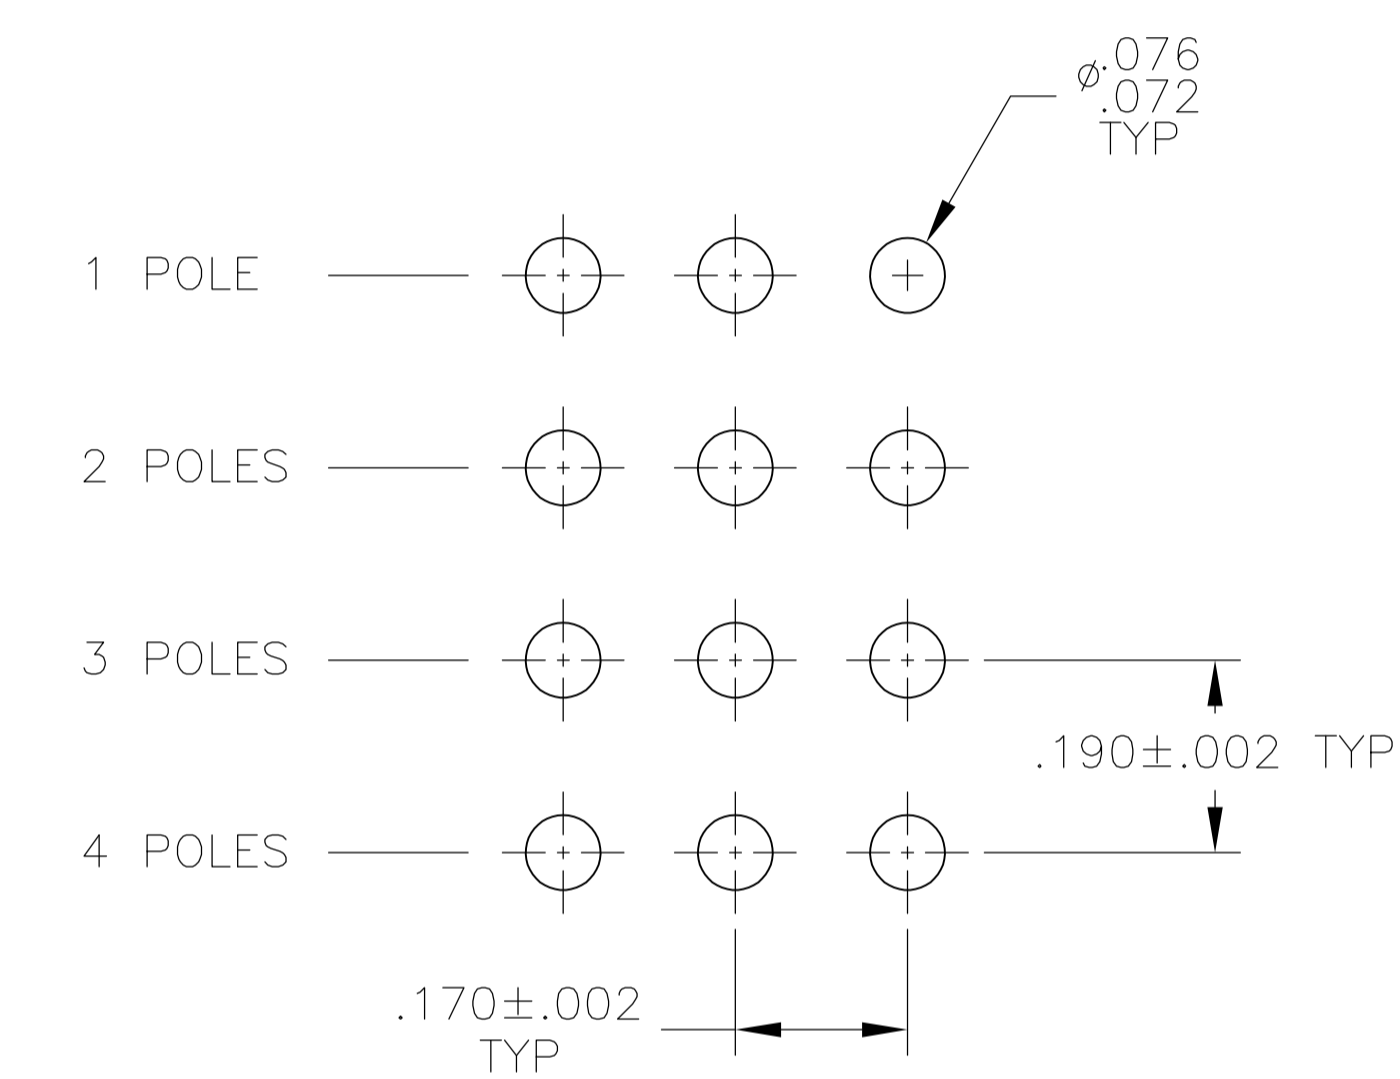 ⌀.076
.072
TYP
1 POLE
2 POLES
3 POLES
.190±.002 TYP
4 POLES
.170±.002
TYP